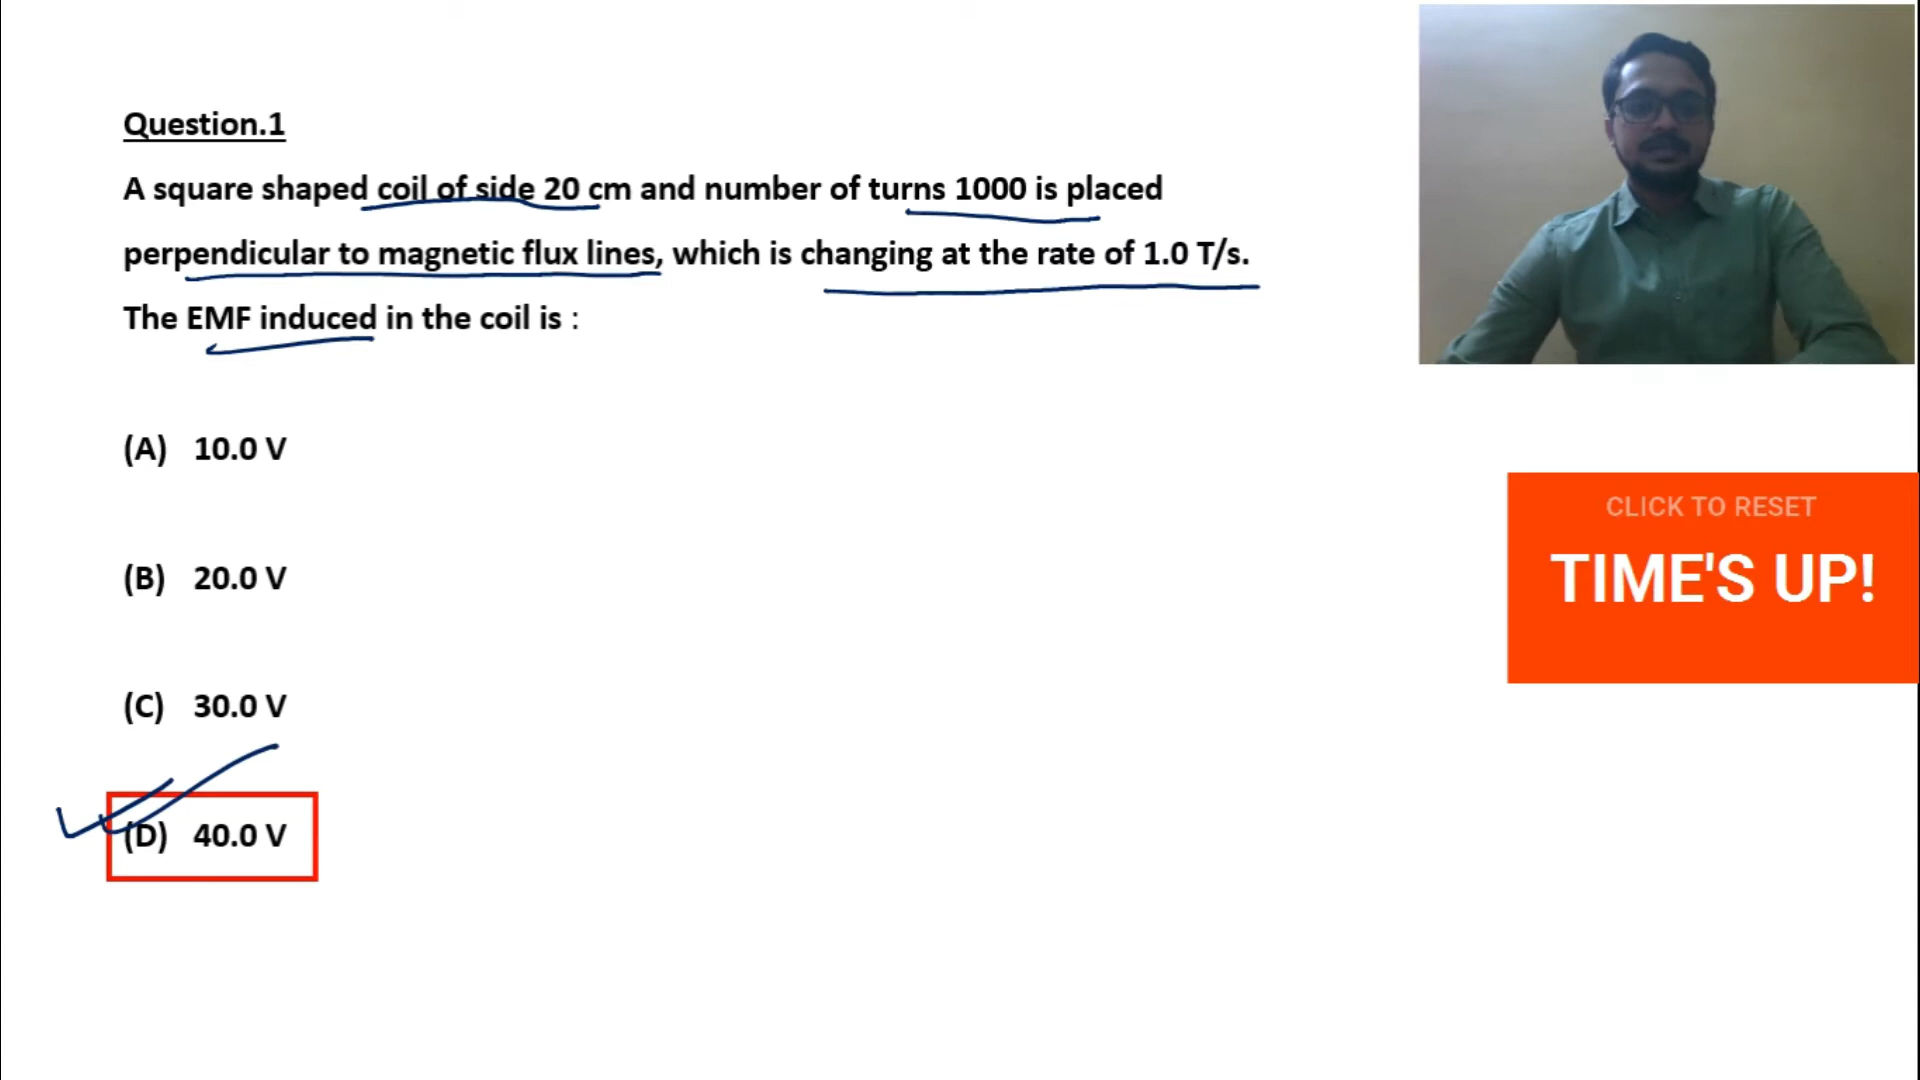 Question.1
A square shaped coil of side 20 cm and number of turns 1000 is placed
perpendicular to magnetic flux lines, which is changing at the rate of 1.0 T/s.
The EMF induced in the coil is :
(A) 10.0 V
(B) 20.0 V
(C) 30.0 V
(D) 40.0 V
CLICK TO RESET
TIME'S UP!